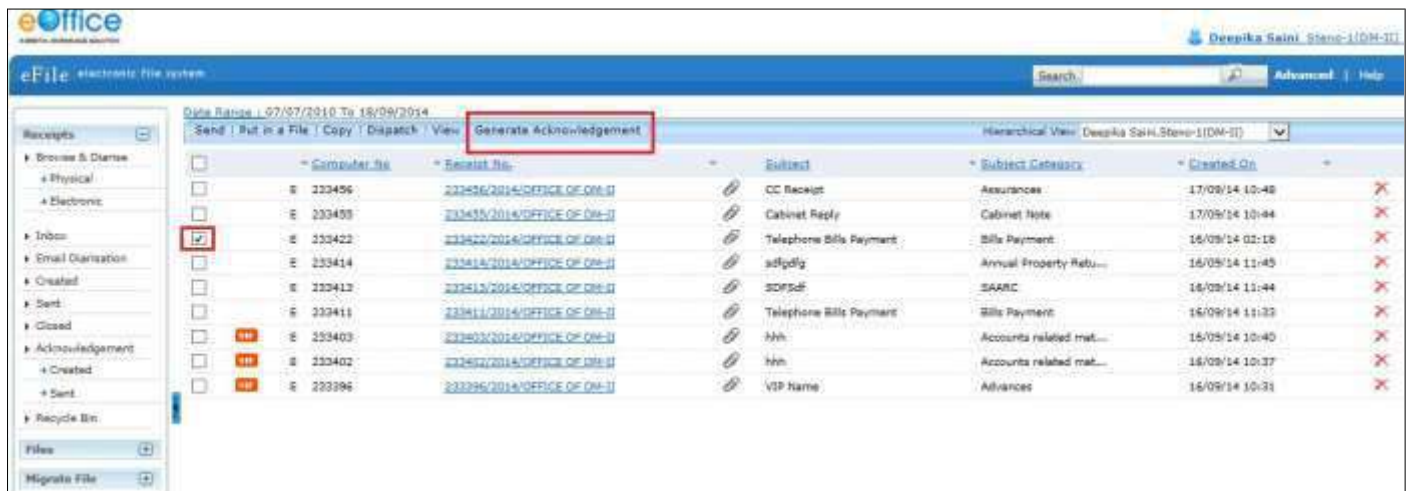 eOffice
Deepika Saini Steno-1(DM-II)
eFile electronic file system
Search
Advanced | Help
Date Range : 07/07/2010 To 18/09/2014
Receipts
Send | Put in a File | Copy | Dispatch | View | Generate Acknowledgement
Hierarchical View Deepika Saini.Steno-1(DM-II)
Browse & Diarise
Computer No Receipt No. Subject Subject Category Created On
Physical
E 233456 233456/2014/OFFICE OF DM-II CC Receipt Assurances 17/09/14 10:48
Electronic
E 233455 233455/2014/OFFICE OF DM-II Cabinet Reply Cabinet Note 17/09/14 10:44
Inbox
E 233422 233422/2014/OFFICE OF DM-II Telephone Bills Payment Bills Payment 16/09/14 02:18
Email Diarisation
E 233414 233414/2014/OFFICE OF DM-II sdfgdfg Annual Property Retu... 16/09/14 11:45
Created
E 233413 233413/2014/OFFICE OF DM-II SDFSdf SAARC 16/09/14 11:44
Sent
E 233411 233411/2014/OFFICE OF DM-II Telephone Bills Payment Bills Payment 16/09/14 11:33
Closed
VIP E 233403 233403/2014/OFFICE OF DM-II hhh Accounts related mat... 16/09/14 10:40
Acknowledgement
Created
VIP E 233402 233402/2014/OFFICE OF DM-II hhh Accounts related mat... 16/09/14 10:37
Sent
VIP E 233396 233396/2014/OFFICE OF DM-II VIP Name Advances 16/09/14 10:31
Recycle Bin
Files
Migrate File